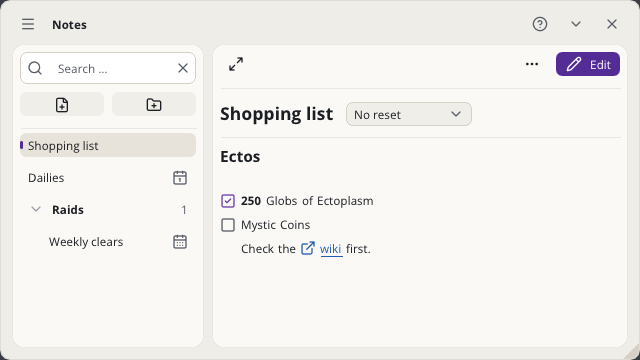 Notes
Search ...
Shopping list
Dailies
Raids 1
Weekly clears
Edit
Shopping list No reset
Ectos
250 Globs of Ectoplasm
Mystic Coins
Check the wiki first.